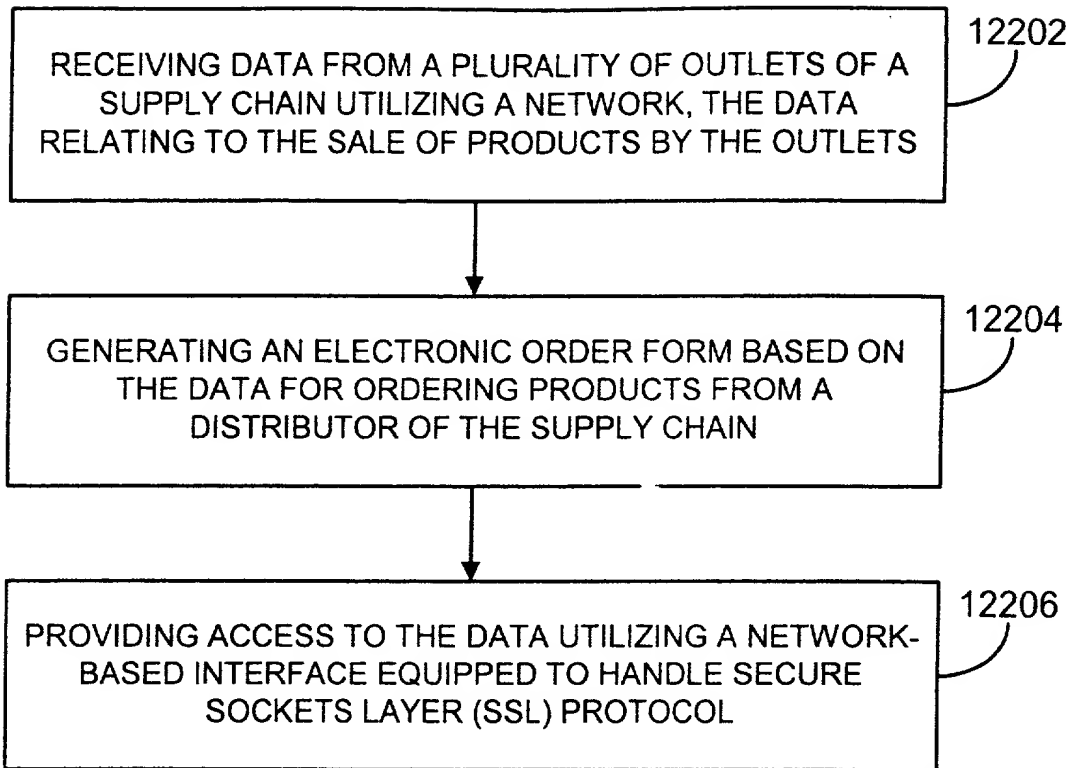 12202
RECEIVING DATA FROM A PLURALITY OF OUTLETS OF A
SUPPLY CHAIN UTILIZING A NETWORK, THE DATA
RELATING TO THE SALE OF PRODUCTS BY THE OUTLETS
12204
GENERATING AN ELECTRONIC ORDER FORM BASED ON
THE DATA FOR ORDERING PRODUCTS FROM A
DISTRIBUTOR OF THE SUPPLY CHAIN
12206
PROVIDING ACCESS TO THE DATA UTILIZING A NETWORK-
BASED INTERFACE EQUIPPED TO HANDLE SECURE
SOCKETS LAYER (SSL) PROTOCOL